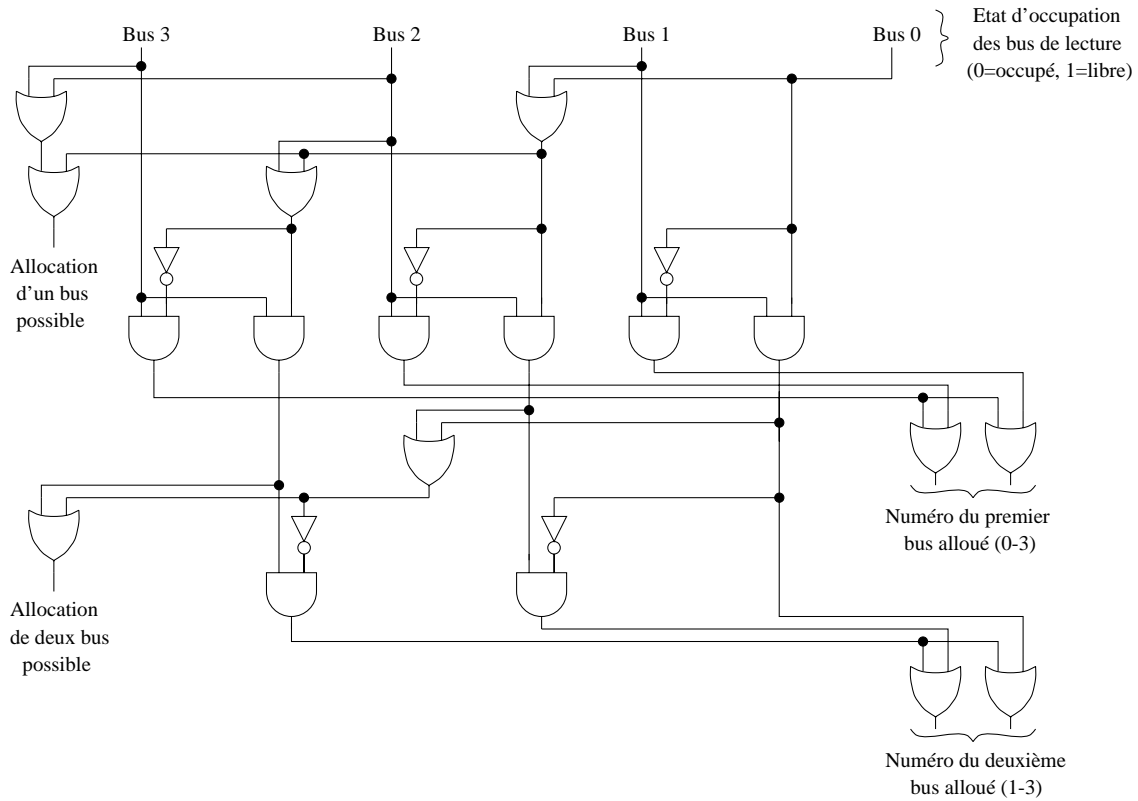 Bus 3
Bus 2
Bus 1
Bus 0
Etat d'occupation
des bus de lecture
(0=occupé, 1=libre)
Allocation
d'un bus
possible
Numéro du premier
bus alloué (0-3)
Allocation
de deux bus
possible
Numéro du deuxième
bus alloué (1-3)